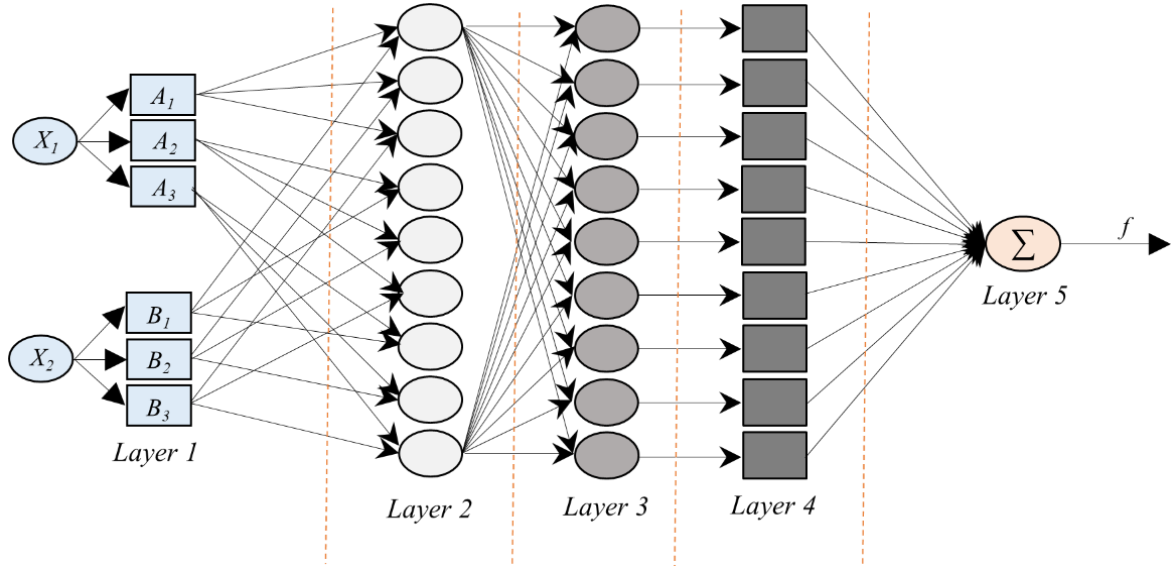 X1
A1
A2
A3
X2
B1
B2
B3
Layer 1
Layer 2
Layer 3
Layer 4
Σ
Layer 5
f